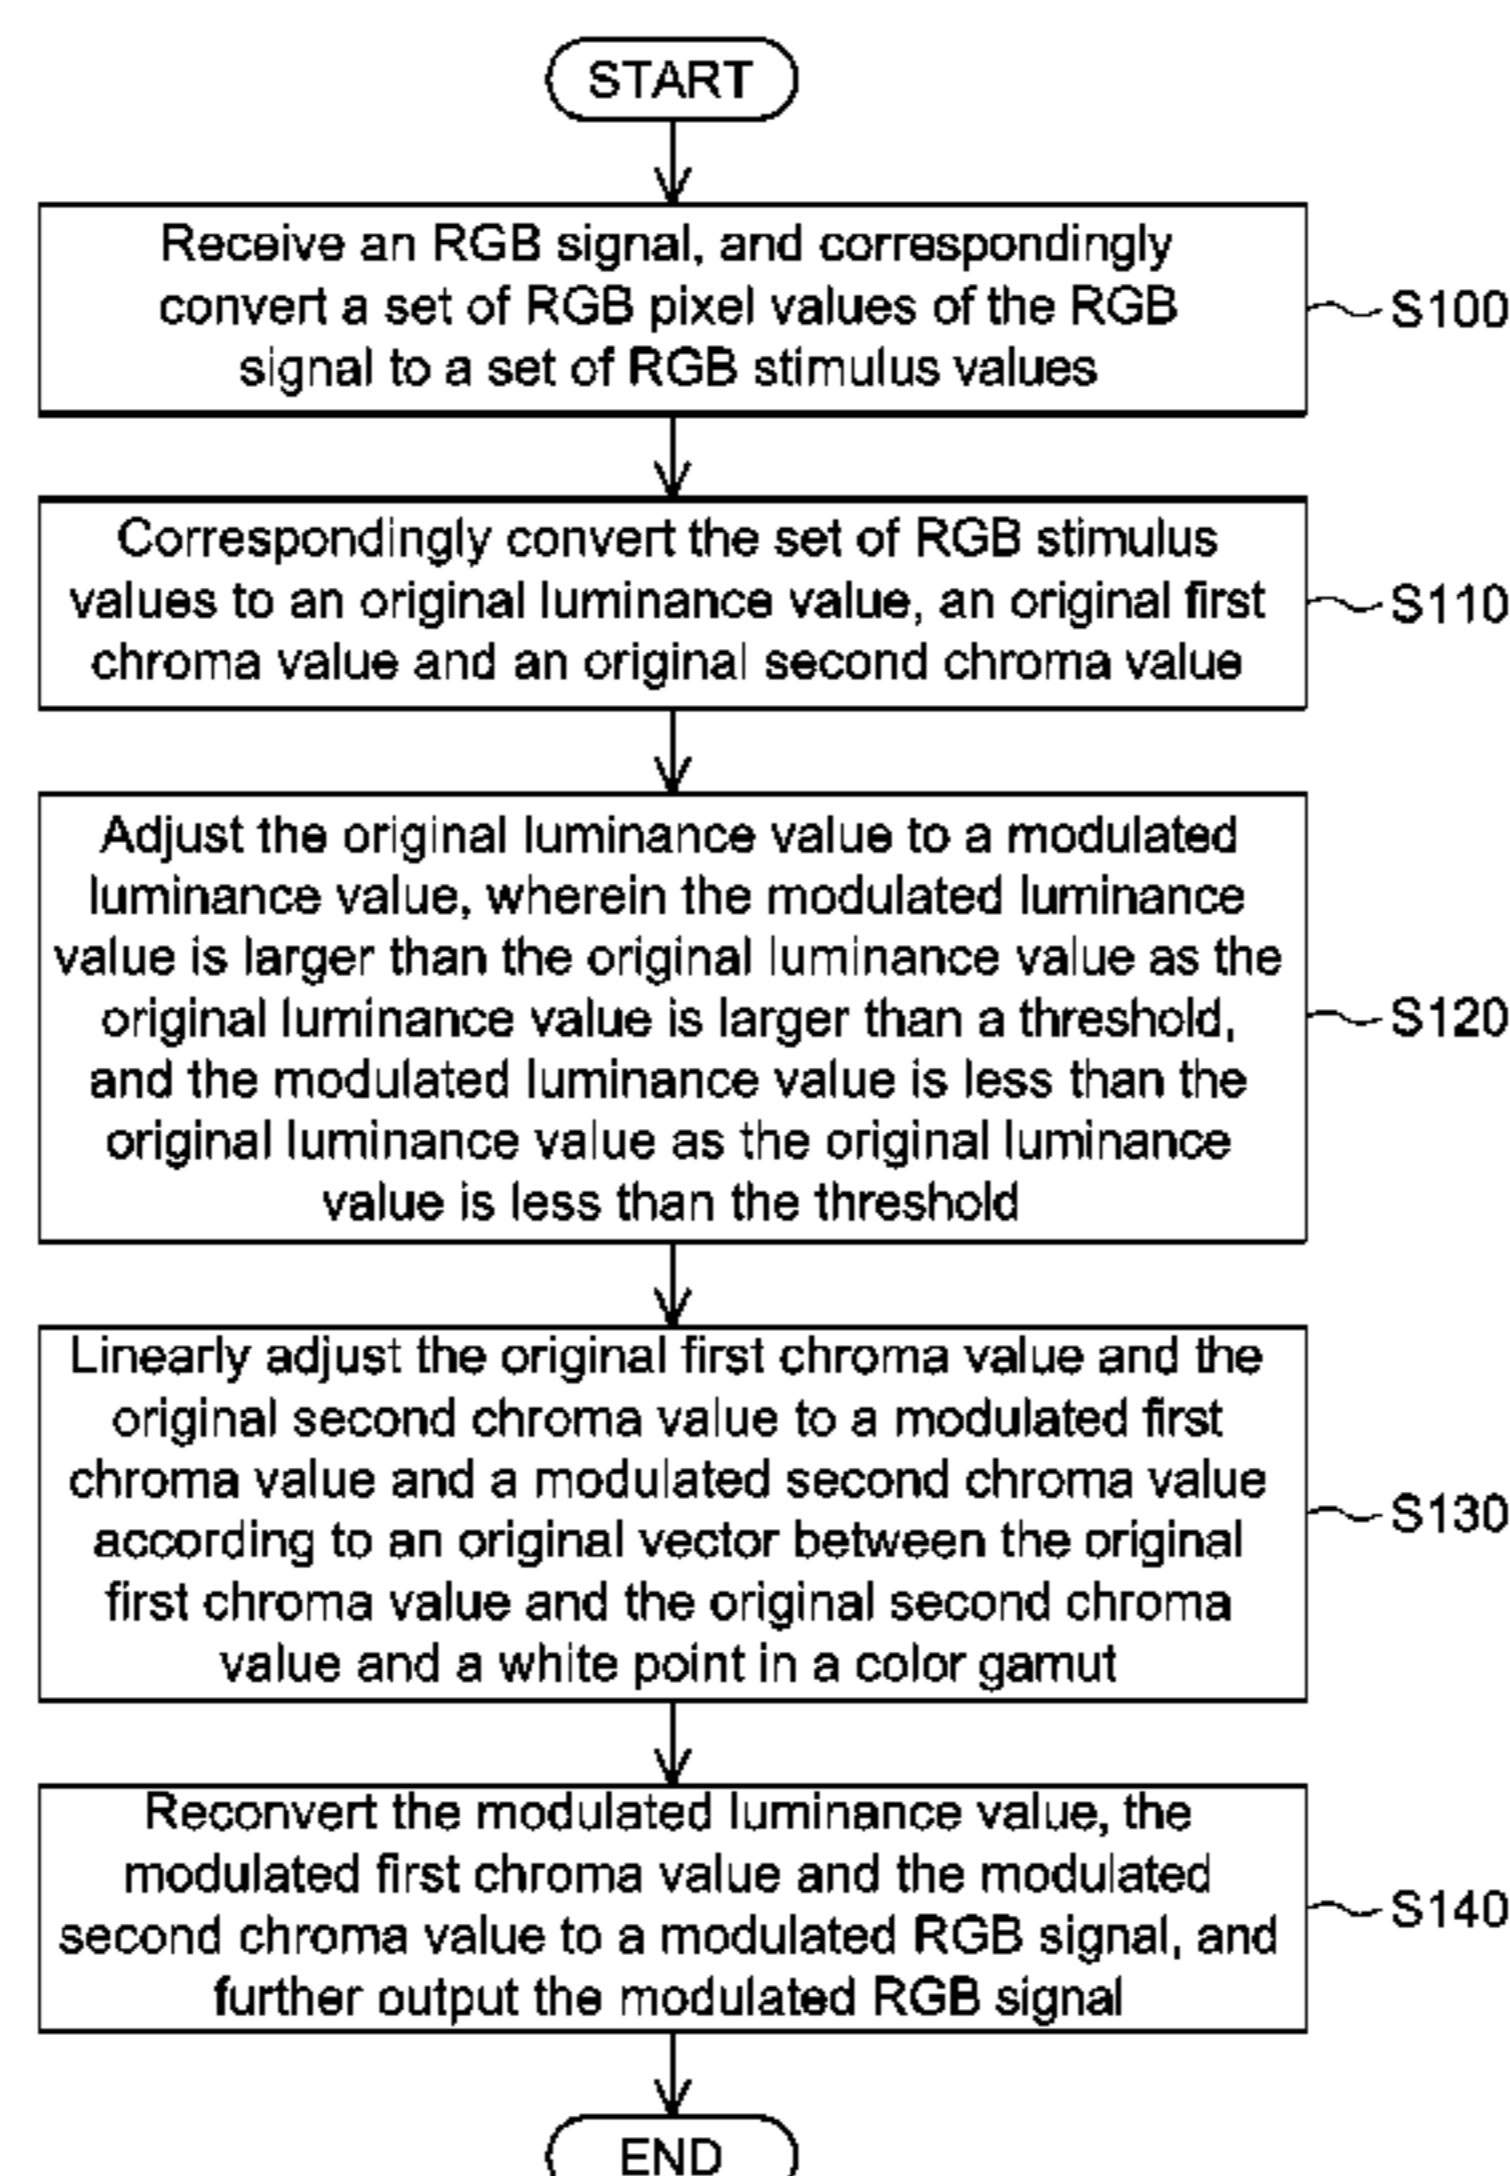 START
Receive an RGB signal, and correspondingly
convert a set of RGB pixel values of the RGB
signal to a set of RGB stimulus values
S100
Correspondingly convert the set of RGB stimulus
values to an original luminance value, an original first
chroma value and an original second chroma value
S110
Adjust the original luminance value to a modulated
luminance value, wherein the modulated luminance
value is larger than the original luminance value as the
original luminance value is larger than a threshold,
and the modulated luminance value is less than the
original luminance value as the original luminance
value is less than the threshold
S120
Linearly adjust the original first chroma value and the
original second chroma value to a modulated first
chroma value and a modulated second chroma value
according to an original vector between the original
first chroma value and the original second chroma
value and a white point in a color gamut
S130
Reconvert the modulated luminance value, the
modulated first chroma value and the modulated
second chroma value to a modulated RGB signal, and
further output the modulated RGB signal
S140
END